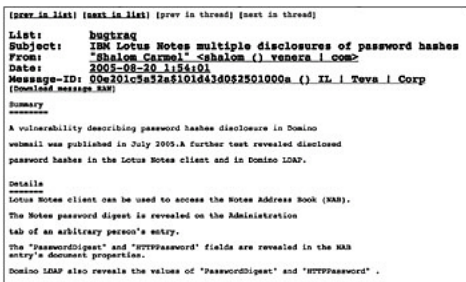 [prev in list] [next in list] [prev in thread] [next in thread]
List: bugtraq
Subject: IBM Lotus Notes multiple disclosures of password hashes
From: "Shalom Carmel" <shalom () venera ! com>
Date: 2005-08-20 1:54:01
Message-ID: 00e201c5a52a$101d43d0$2501000a () IL ! Teva ! Corp
[Download message RAW]
Summary
========
A vulnerability describing password hashes disclosure in Domino
webmail was published in July 2005.A further test revealed disclosed
password hashes in the Lotus Notes client and in Domino LDAP.
Details
=======
Lotus Notes client can be used to access the Notes Address Book (NAB).
The Notes password digest is revealed on the Administration
tab of an arbitrary person's entry.
The "PasswordDigest" and "HTTPPassword" fields are revealed in the NAB
entry's document properties.
Domino LDAP also reveals the values of "PasswordDigest" and "HTTPPassword" .